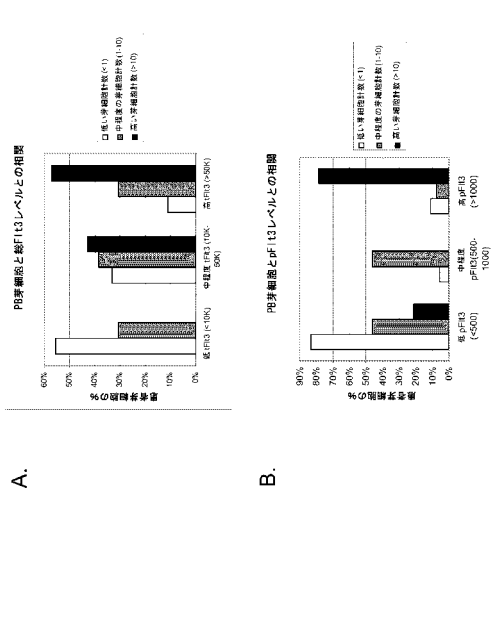 A.
PB芽細胞と総Flt3レベルとの相関
患者芽細胞の%
60%
50%
40%
30%
20%
10%
0%
低 tFlt3 (<10K)
中程度 tFlt3 (10K-
50K)
高 tFlt3 (>50K)
低い芽細胞計数 (<1)
中程度の芽細胞計数 (1-10)
高い芽細胞計数 (>10)
B.
PB芽細胞とpFlt3レベルとの相関
患者芽細胞の%
90%
80%
70%
60%
50%
40%
30%
20%
10%
0%
低 pFlt3
(<500)
中程度
pFlt3(500-
1000)
高 pFlt3
(>1000)
低い芽細胞計数 (<1)
中程度の芽細胞計数 (1-10)
高い芽細胞計数 (>10)